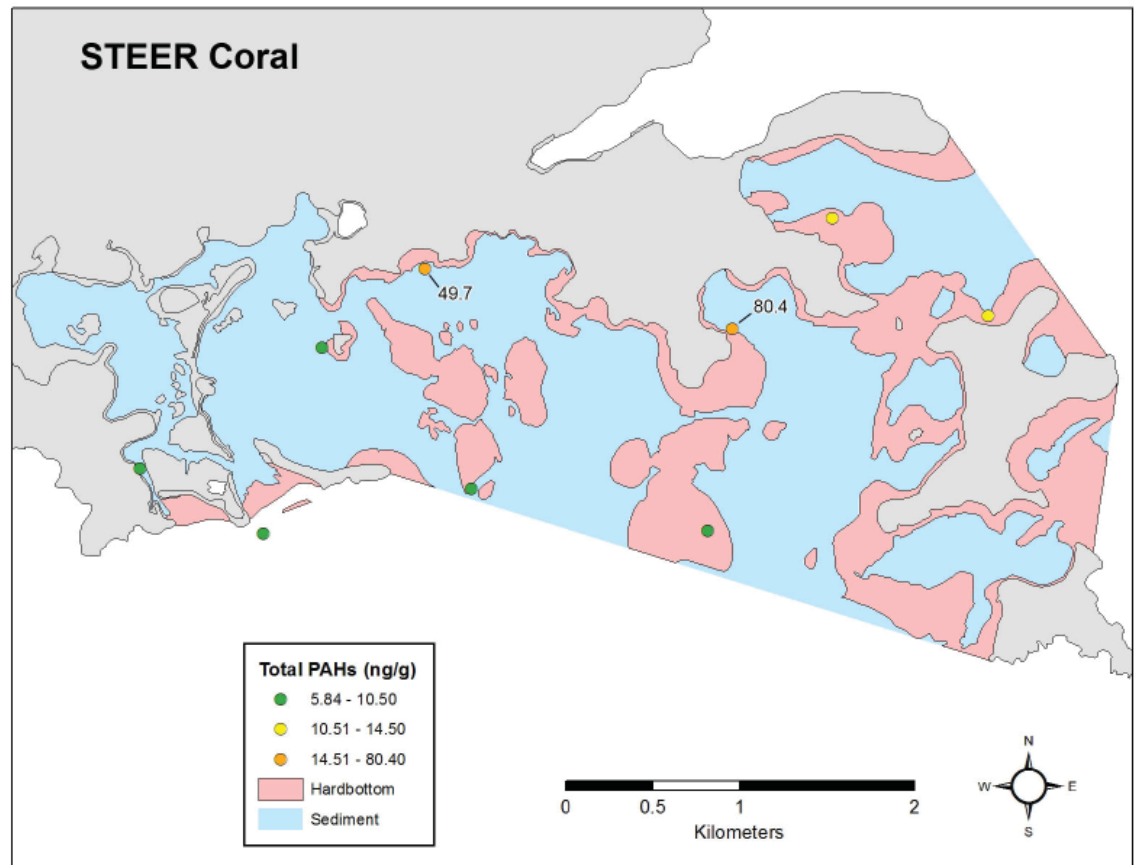 STEER Coral
49.7
80.4
Total PAHs (ng/g)
5.84 - 10.50
10.51 - 14.50
14.51 - 80.40
Hardbottom
Sediment
0 0.5 1 2
Kilometers
N
W E
S